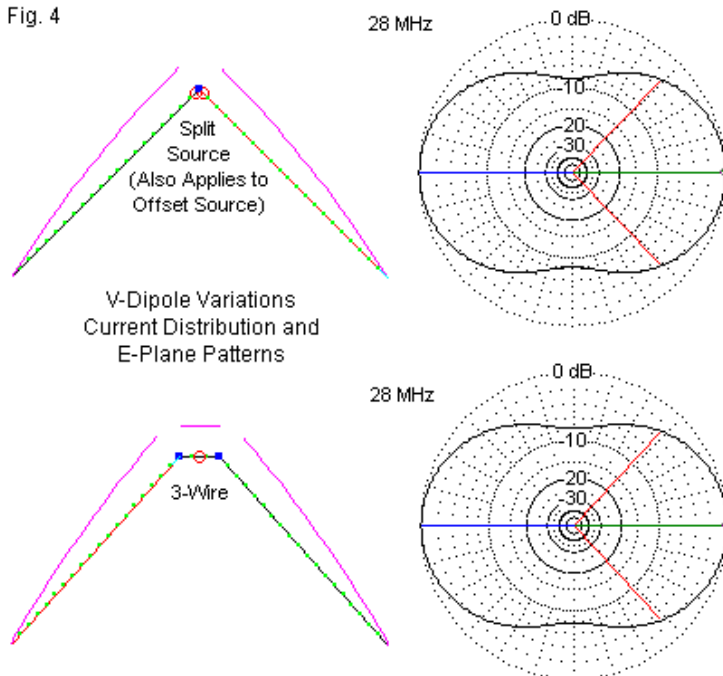 Fig. 4
28 MHz
0 dB
-10
20
-30
Split
Source
(Also Applies to
Offset Source)
V-Dipole Variations
Current Distribution and
E-Plane Patterns
28 MHz
0 dB
-10
-20
-30
3-Wire